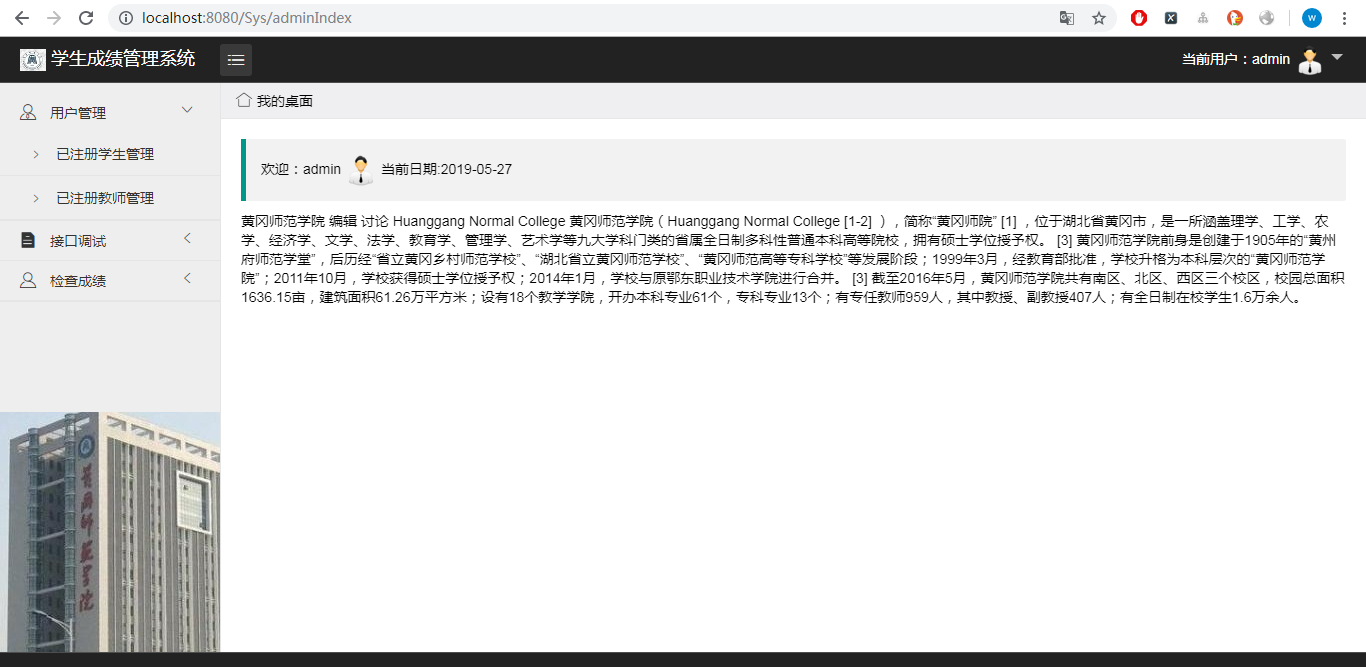 localhost:8080/Sys/adminIndex
W
学生成绩管理系统
当前用户：admin
用户管理
已注册学生管理
已注册教师管理
接口调试
检查成绩
我的桌面
欢迎：admin 当前日期:2019-05-27
黄冈师范学院 编辑 讨论 Huanggang Normal College 黄冈师范学院（Huanggang Normal College [1-2] ），简称“黄冈师院” [1] ，位于湖北省黄冈市，是一所涵盖理学、工学、农
学、经济学、文学、法学、教育学、管理学、艺术学等九大学科门类的省属全日制多科性普通本科高等院校，拥有硕士学位授予权。 [3] 黄冈师范学院前身是创建于1905年的“黄州
府师范学堂”，后历经“省立黄冈乡村师范学校”、“湖北省立黄冈师范学校”、“黄冈师范高等专科学校”等发展阶段；1999年3月，经教育部批准，学校升格为本科层次的“黄冈师范学
院”；2011年10月，学校获得硕士学位授予权；2014年1月，学校与原鄂东职业技术学院进行合并。 [3] 截至2016年5月，黄冈师范学院共有南区、北区、西区三个校区，校园总面积
1636.15亩，建筑面积61.26万平方米；设有18个教学学院，开办本科专业61个，专科专业13个；有专任教师959人，其中教授、副教授407人；有全日制在校学生1.6万余人。
黄冈师范学院